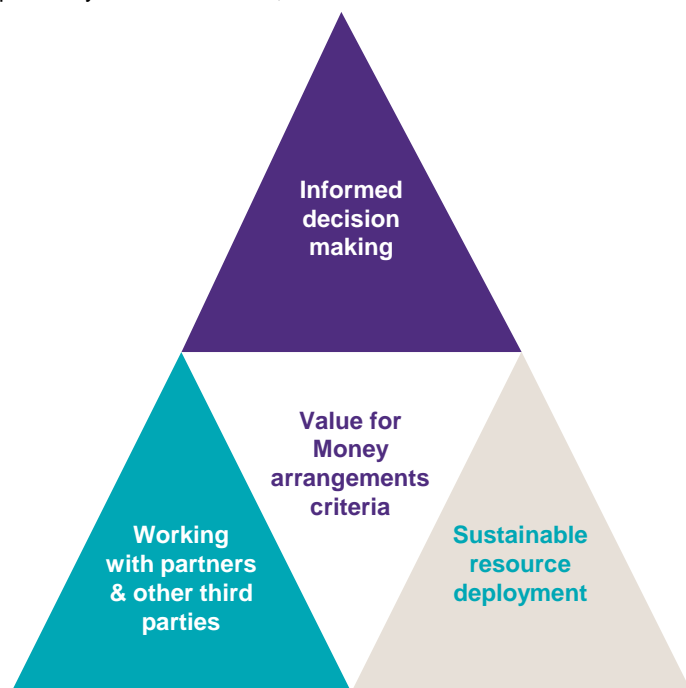 Informed
decision
making
Value for
Money
arrangements
criteria
Working
with partners
& other third
parties
Sustainable
resource
deployment